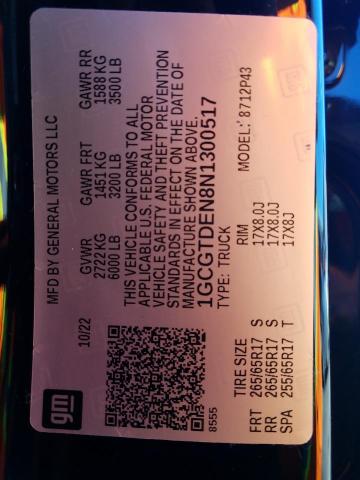 gm
MFD BY GENERAL MOTORS LLC
10/22
GVWR GAWR FRT GAWR RR
2722 KG 1451 KG 1588 KG
6000 LB 3200 LB 3500 LB
THIS VEHICLE CONFORMS TO ALL
APPLICABLE U.S. FEDERAL MOTOR
VEHICLE SAFETY AND THEFT PREVENTION
STANDARDS IN EFFECT ON THE DATE OF
MANUFACTURE SHOWN ABOVE.
1GCGTDEN8N1300517
TYPE: TRUCK MODEL: 8712P43
8555
TIRE SIZE RIM
FRT 265/65R17 S 17X8.0J
RR 265/65R17 S 17X8.0J
SPA 255/65R17 T 17X8J